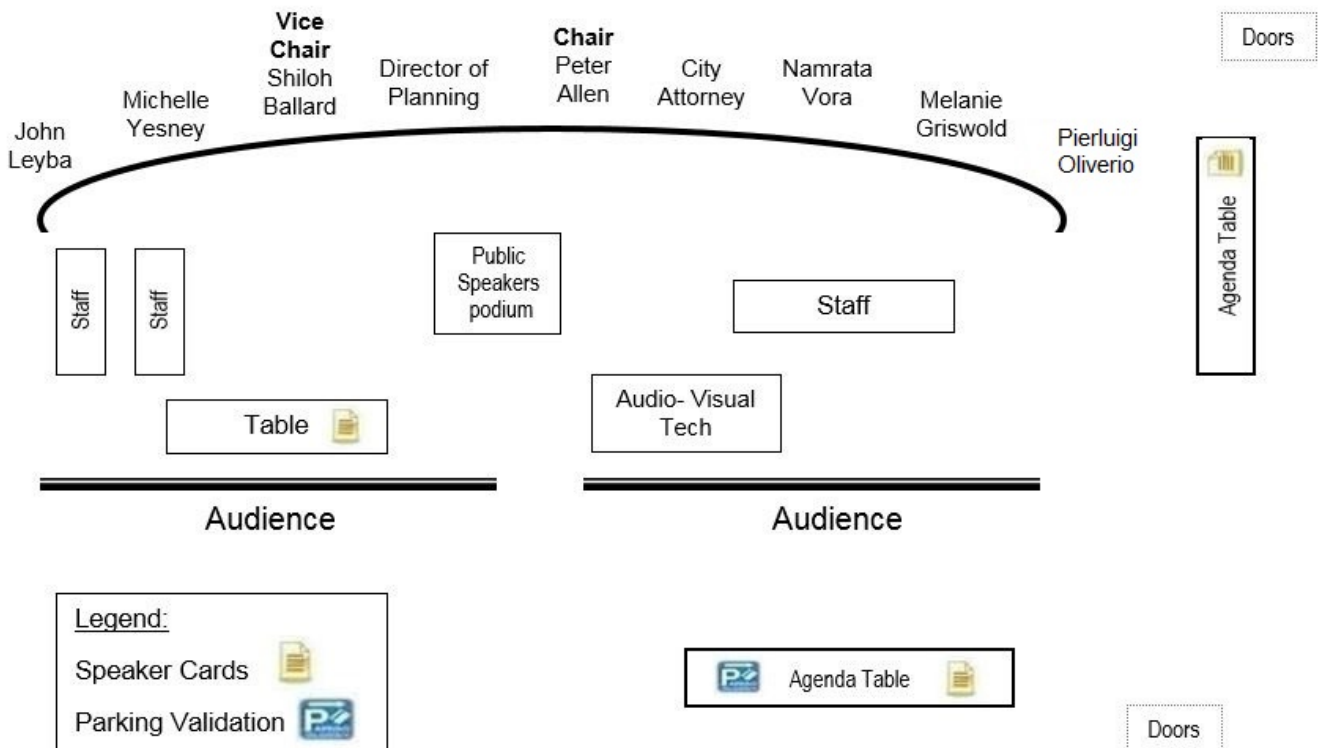 Vice
Chair
Shiloh
Ballard
Chair
Peter
Allen
Doors
Director of
Planning
City
Attorney
Namrata
Vora
Michelle
Yesney
Melanie
Griswold
John
Leyba
Pierluigi
Oliverio
Agenda Table
Staff
Staff
Public
Speakers
podium
Staff
Table
Audio- Visual
Tech
Audience
Audience
Legend:
Speaker Cards
Parking Validation
P
Agenda Table
P
Doors